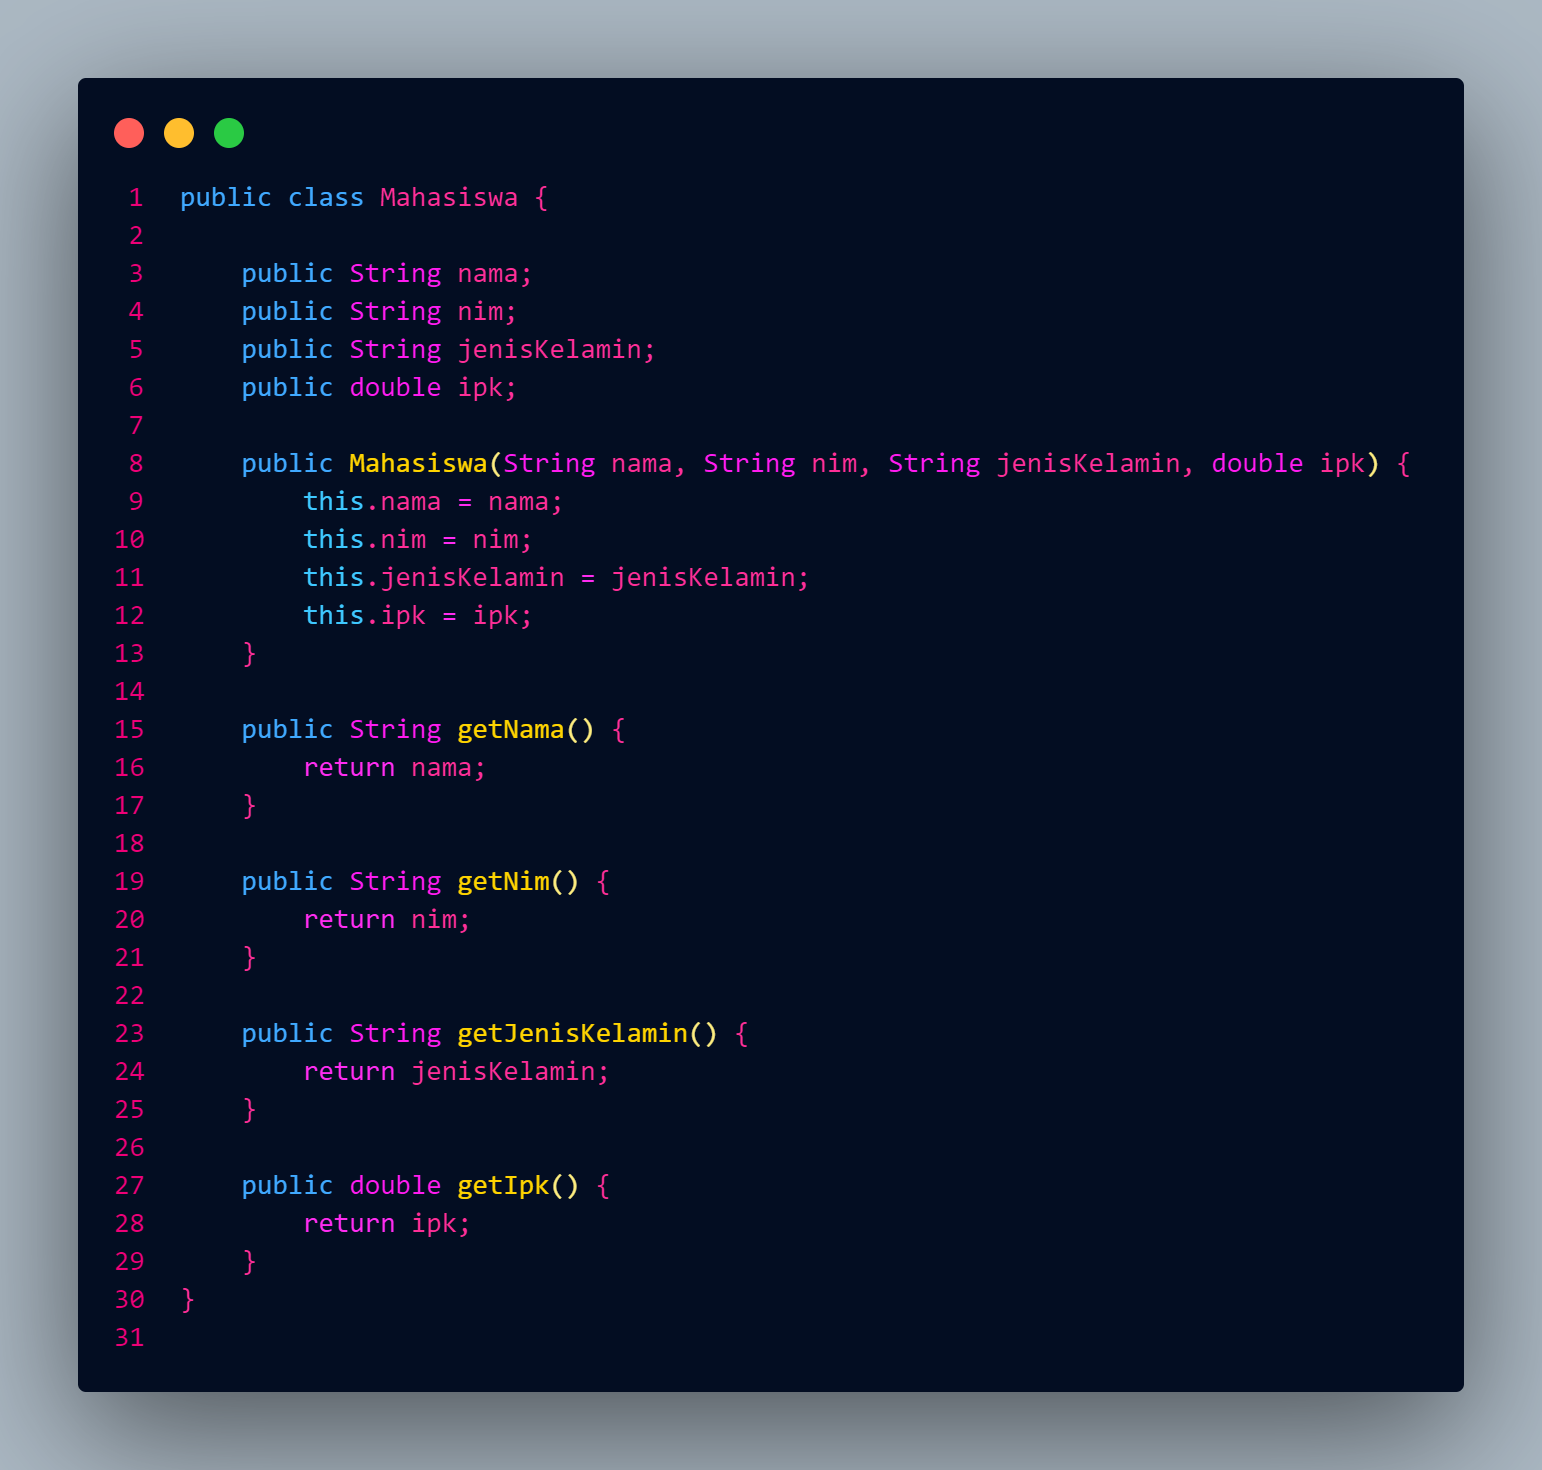 1 public class Mahasiswa {
2
3     public String nama;
4     public String nim;
5     public String jenisKelamin;
6     public double ipk;
7
8     public Mahasiswa(String nama, String nim, String jenisKelamin, double ipk) {
9         this.nama = nama;
10         this.nim = nim;
11         this.jenisKelamin = jenisKelamin;
12         this.ipk = ipk;
13     }
14
15     public String getNama() {
16         return nama;
17     }
18
19     public String getNim() {
20         return nim;
21     }
22
23     public String getJenisKelamin() {
24         return jenisKelamin;
25     }
26
27     public double getIpk() {
28         return ipk;
29     }
30 }
31